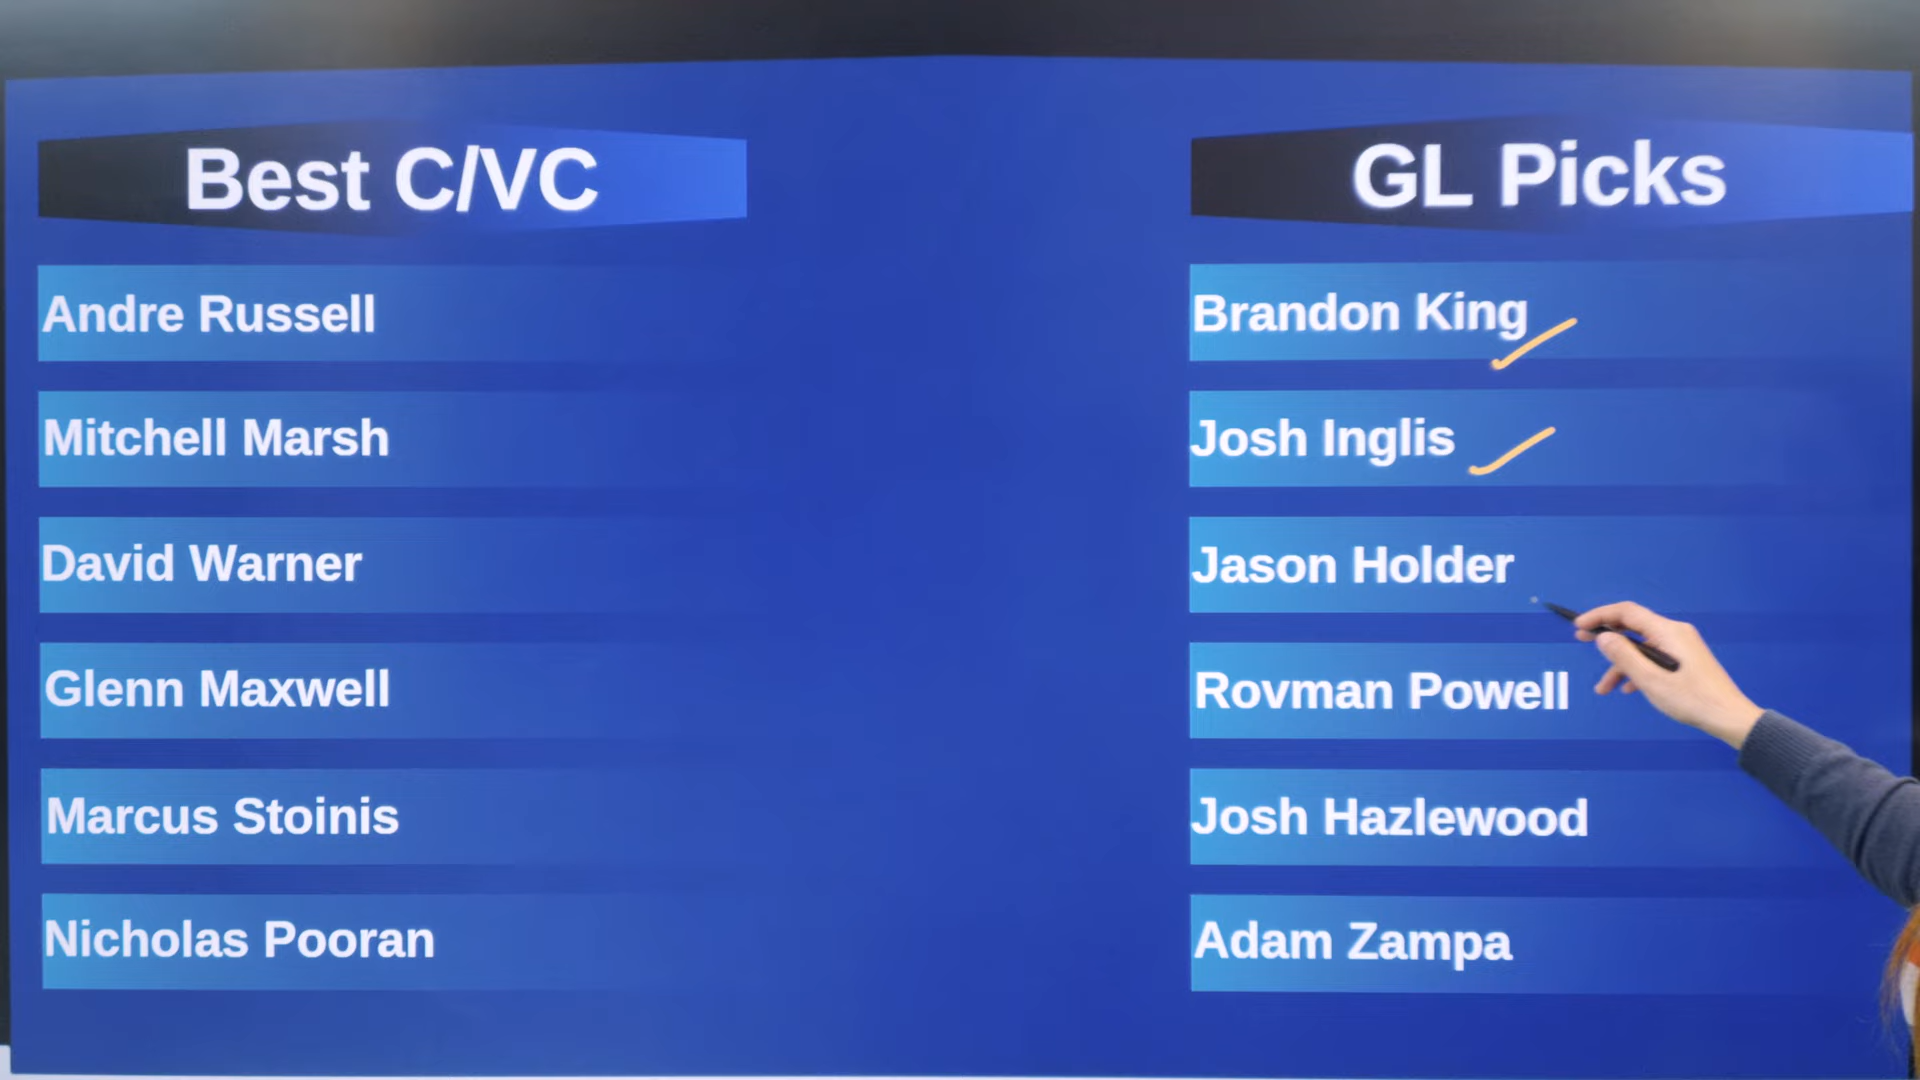 Best C/VC
Andre Russell
Mitchell Marsh
David Warner
Glenn Maxwell
Marcus Stoinis
Nicholas Pooran
GL Picks
Brandon King
Josh Inglis
Jason Holder
Rovman Powell
Josh Hazlewood
Adam Zampa